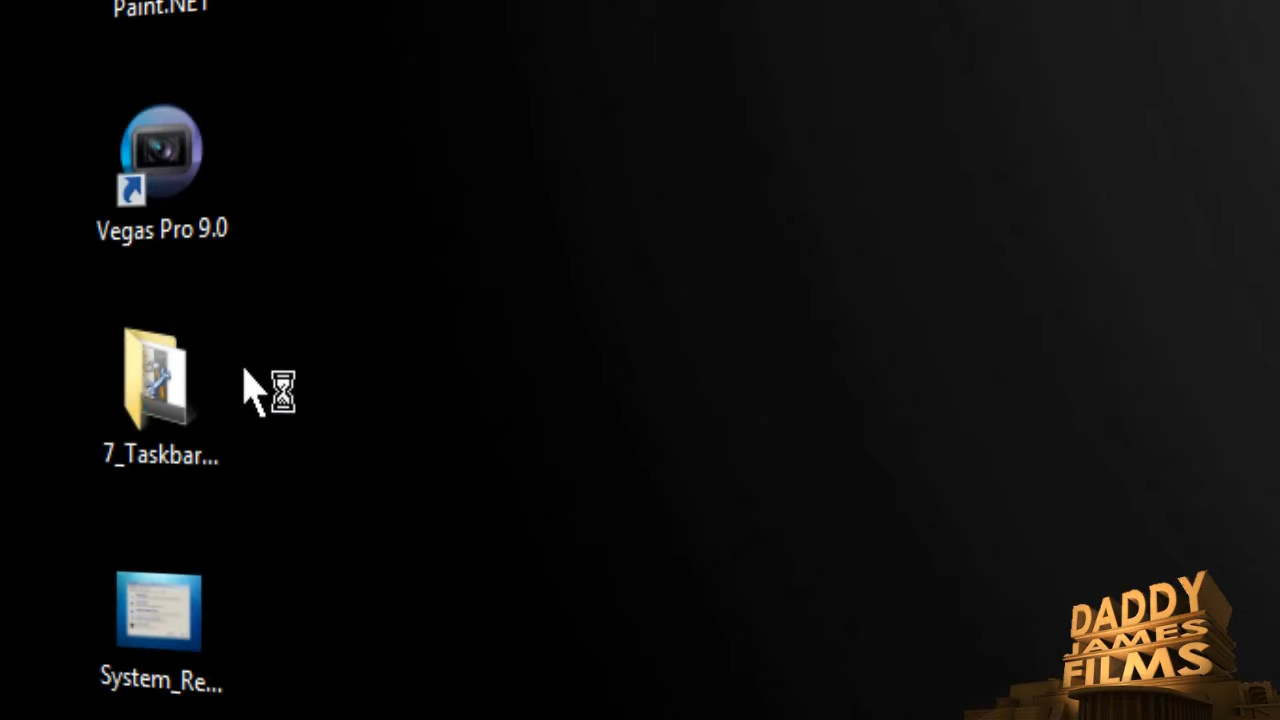 Paint.NET
Vegas Pro 9.0
7_Taskbar...
System_Re...
DADDY
JAMES
FILMS